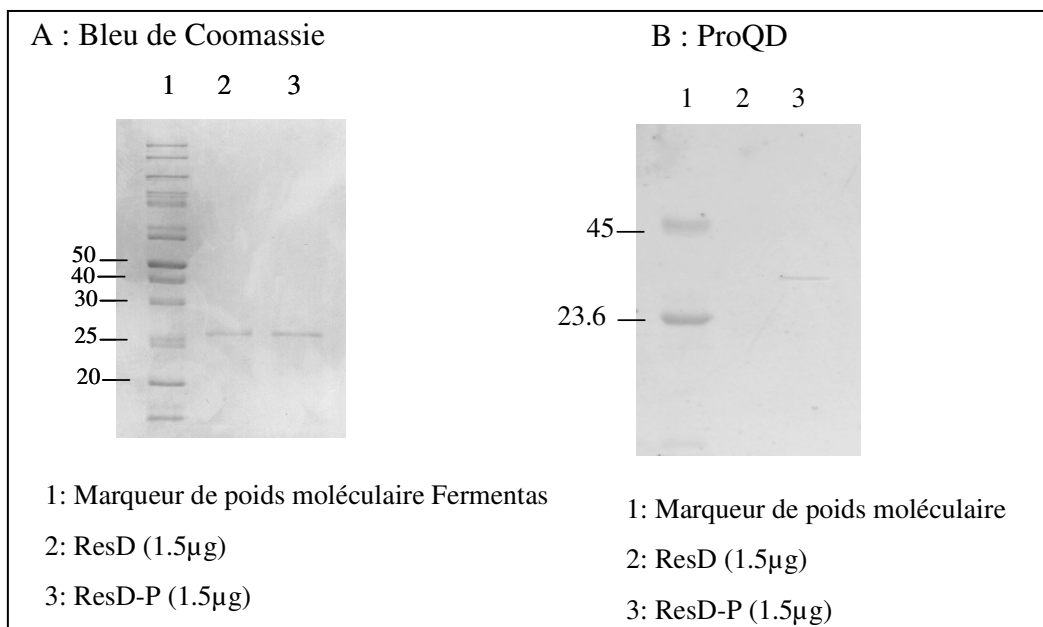 A : Bleu de Coomassie
1 2 3
50
40
30
25
20
1: Marqueur de poids moléculaire Fermentas
2: ResD (1.5µg)
3: ResD-P (1.5µg)
B : ProQD
1 2 3
45
23.6
1: Marqueur de poids moléculaire
2: ResD (1.5µg)
3: ResD-P (1.5µg)